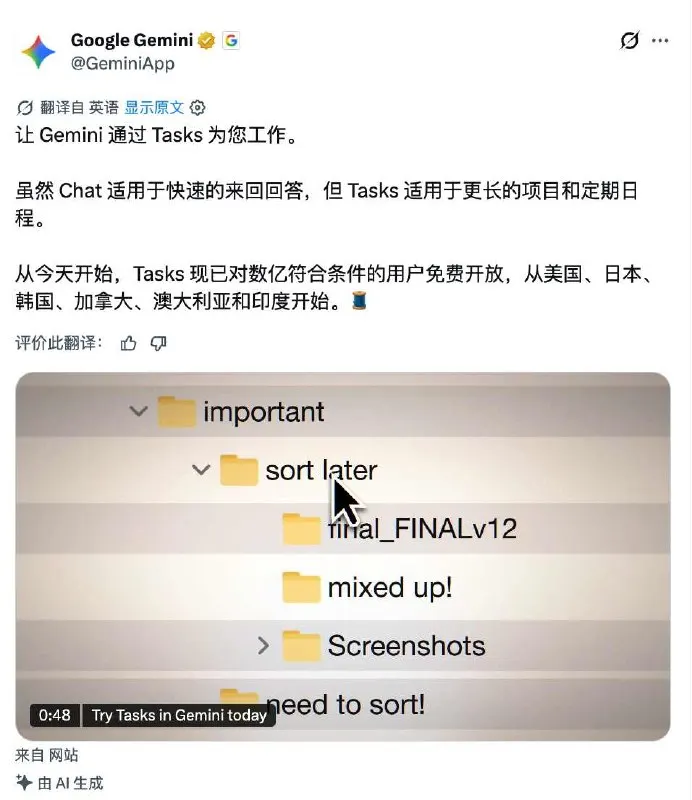 Google Gemini
@GeminiApp
翻译自 英语 显示原文
让 Gemini 通过 Tasks 为您工作。
虽然 Chat 适用于快速的来回回答，但 Tasks 适用于更长的项目和定期日
程。
从今天开始，Tasks 现已对数亿符合条件的用户免费开放，从美国、日本、
韩国、加拿大、澳大利亚和印度开始。🧵
评价此翻译：
important
sort later
final_FINALv12
mixed up!
Screenshots
need to sort!
0:48 Try Tasks in Gemini today
来自 网站
由 AI 生成